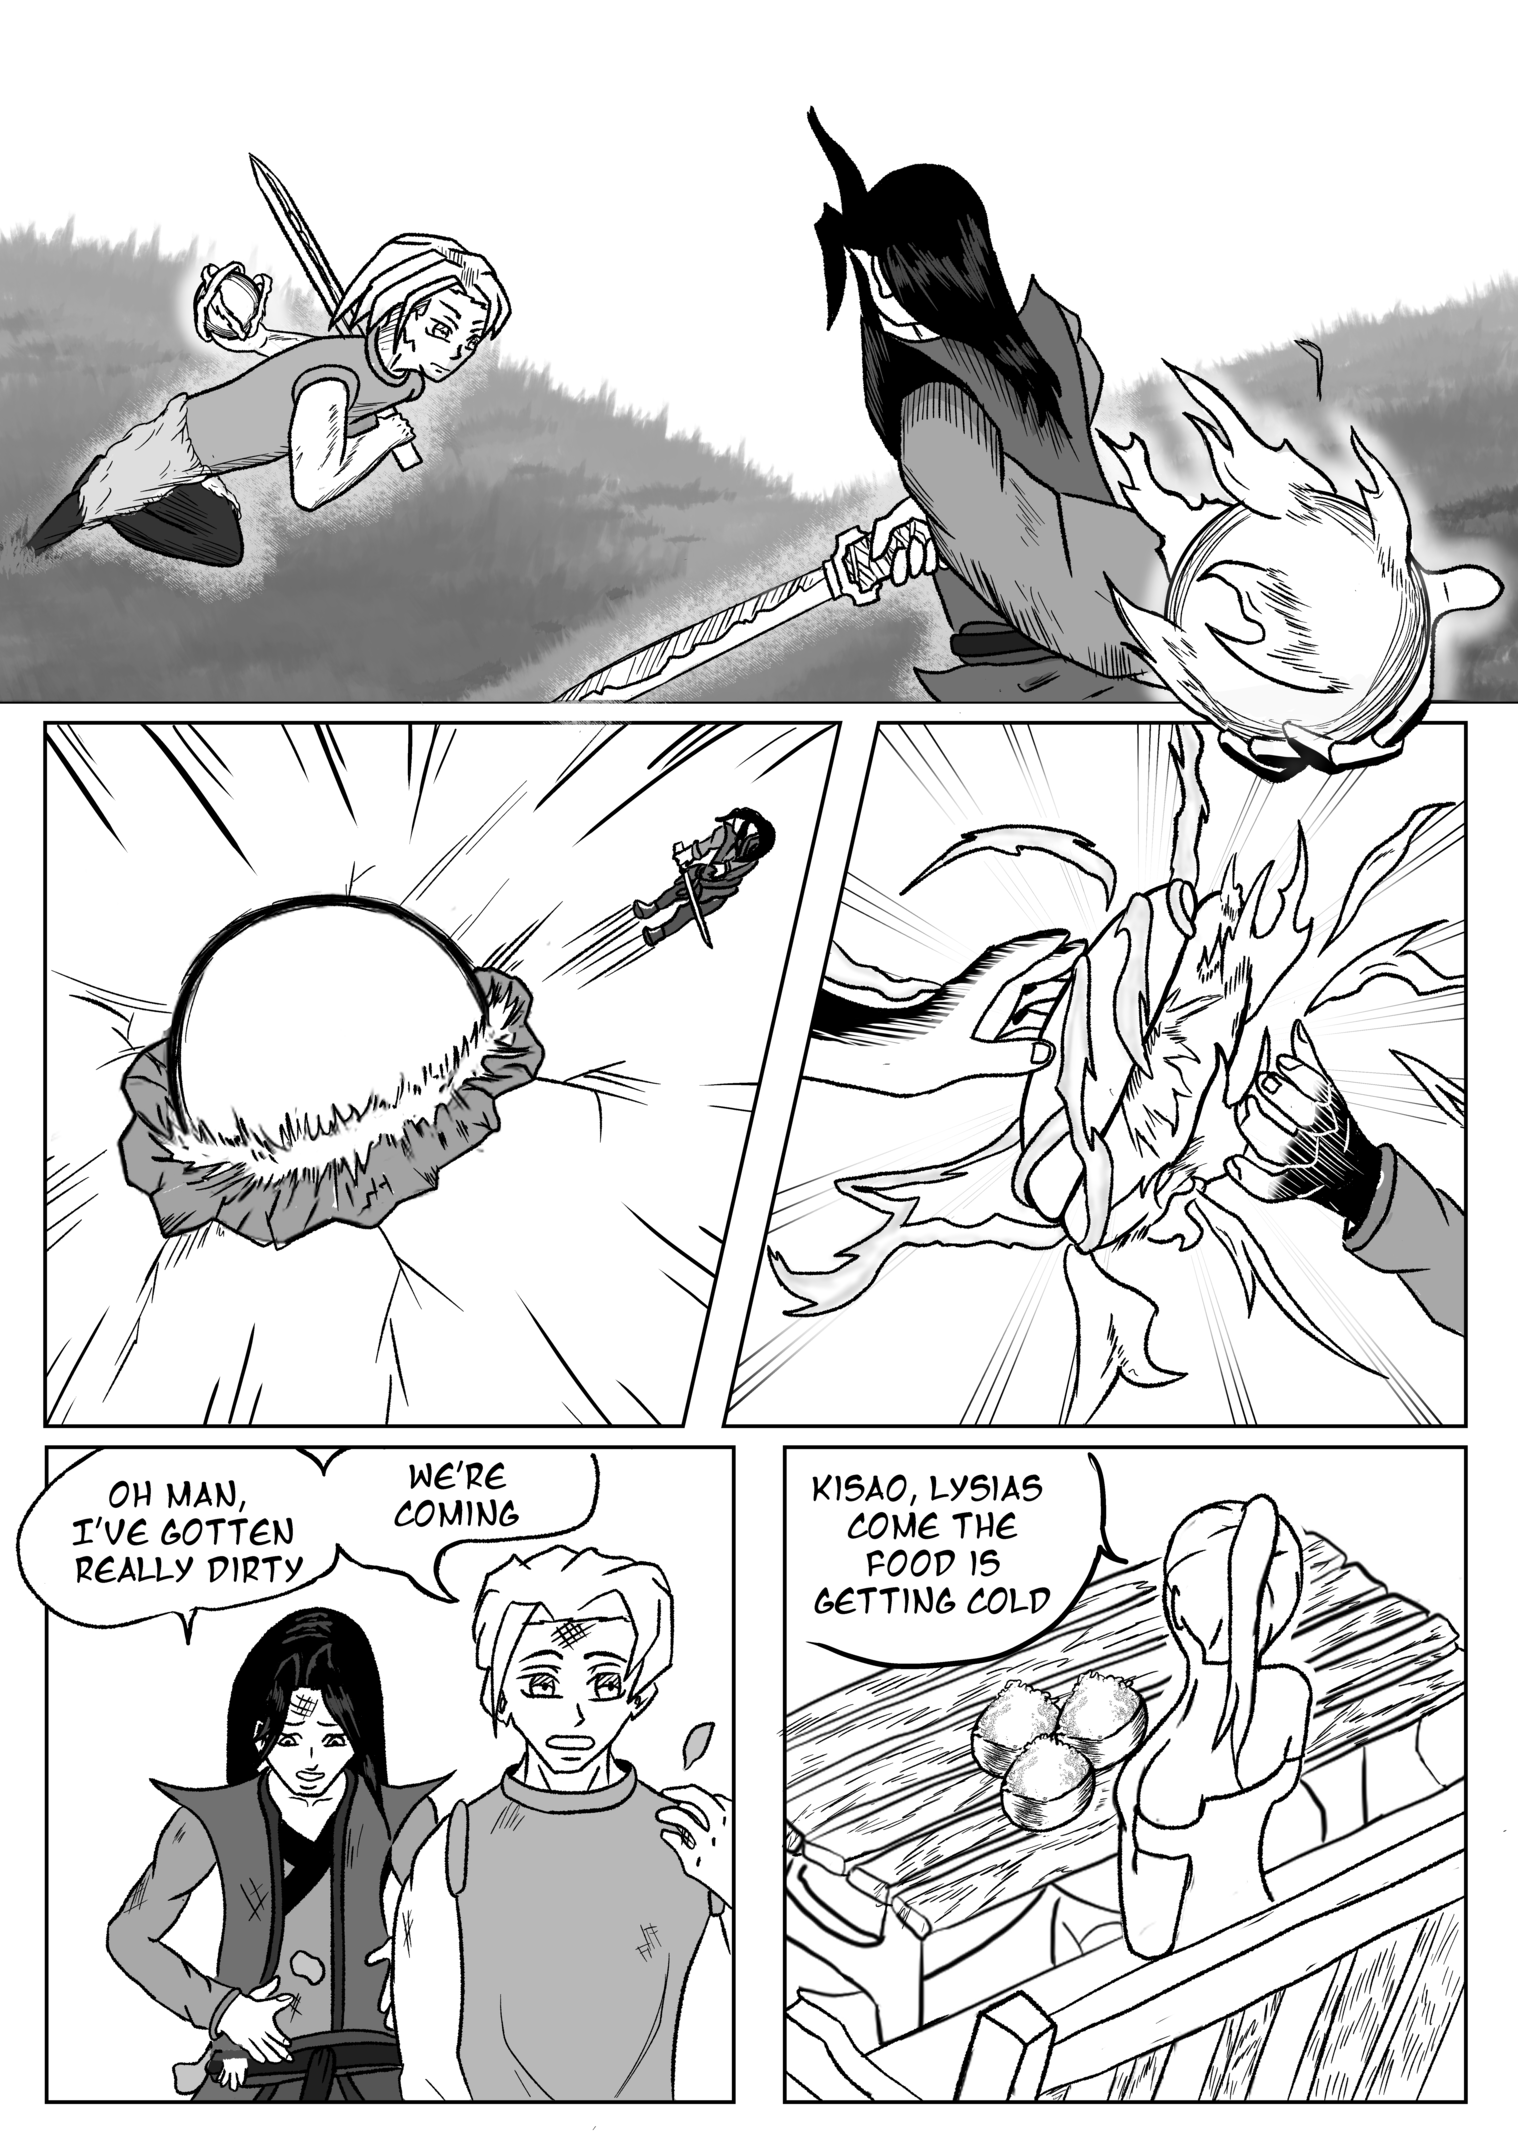 KISAO, LYSIAS
COME THE
FOOD IS
GETTING COLD
WE'RE
COMING
OH MAN,
I'VE GOTTEN
REALLY DIRTY